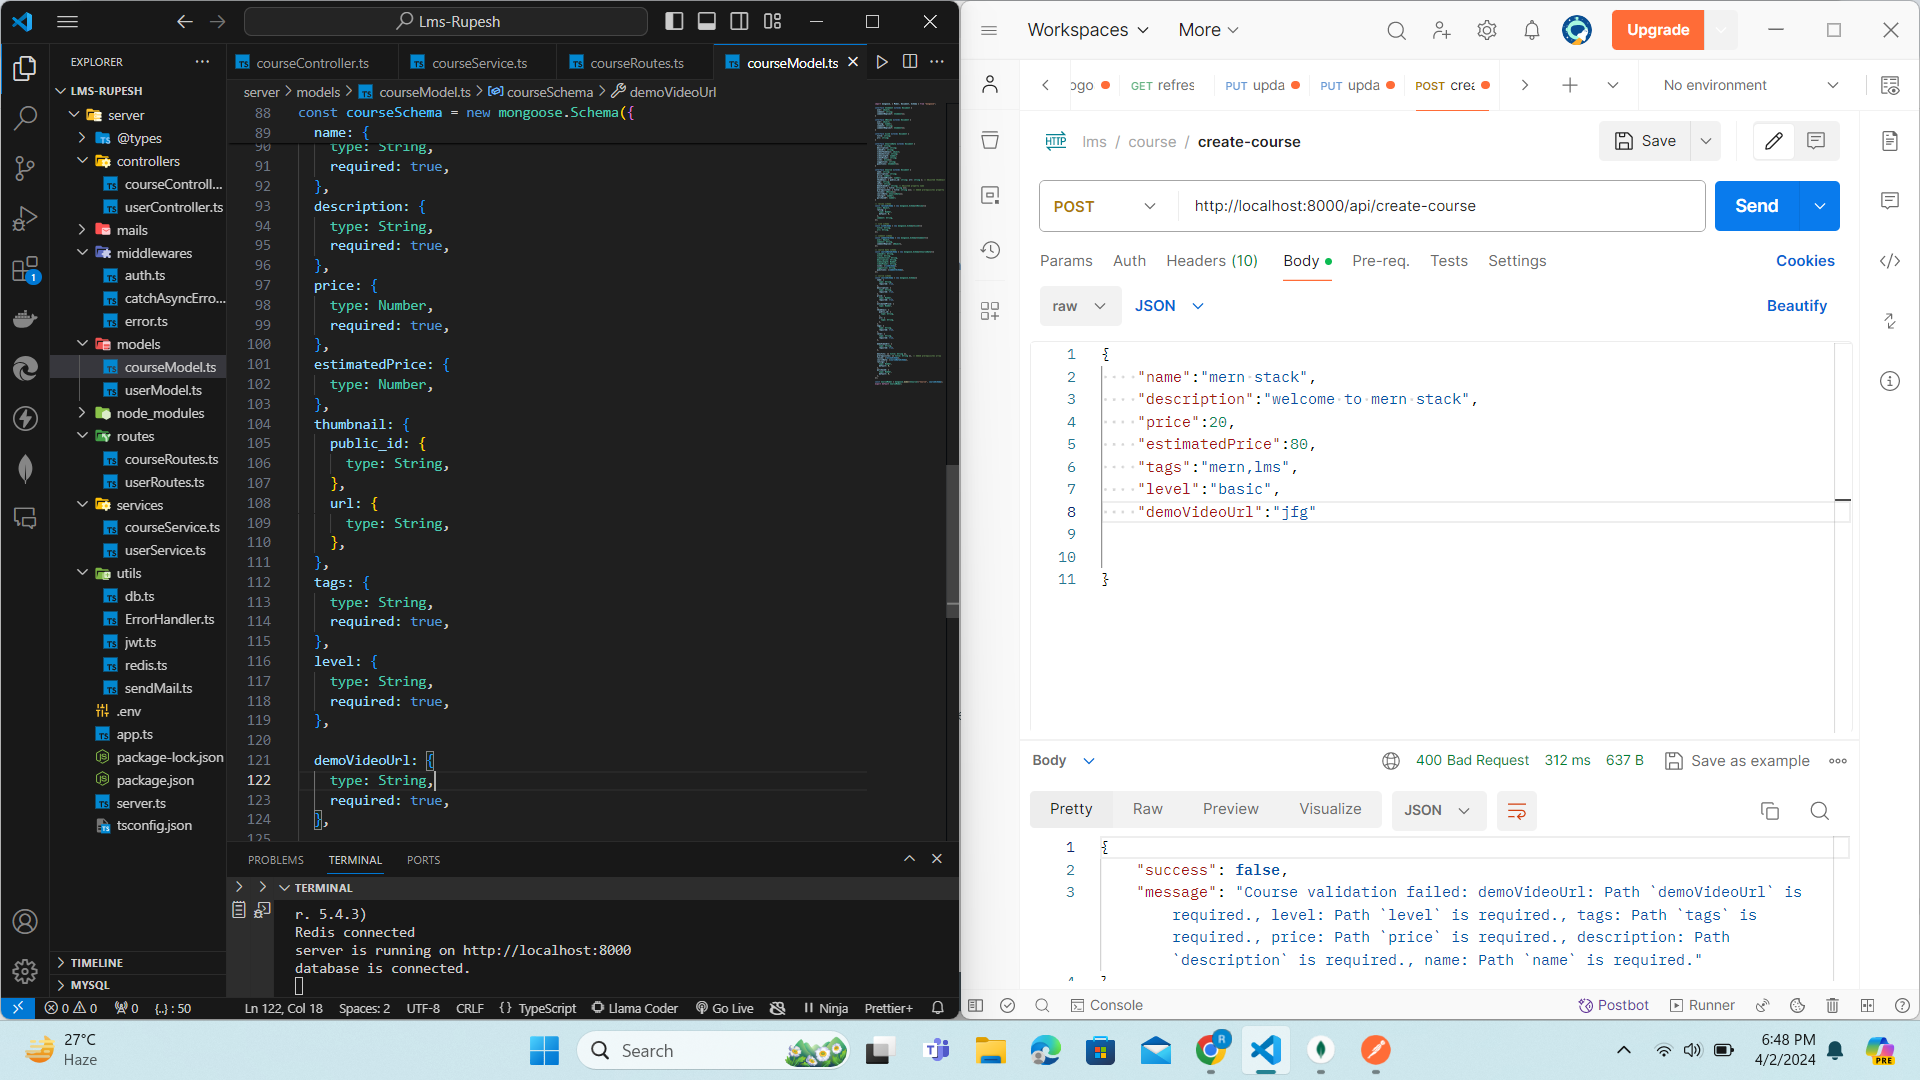 Lms-Rupesh
EXPLORER
LMS-RUPESH
server
@types
controllers
courseControll...
userController.ts
mails
middlewares
auth.ts
catchAsyncErro...
error.ts
models
courseModel.ts
userModel.ts
node_modules
routes
courseRoutes.ts
userRoutes.ts
services
courseService.ts
userService.ts
utils
db.ts
ErrorHandler.ts
jwt.ts
redis.ts
sendMail.ts
.env
app.ts
package-lock.json
package.json
server.ts
tsconfig.json
TIMELINE
MYSQL
courseController.ts courseService.ts courseRoutes.ts courseModel.ts
server > models > courseModel.ts > courseSchema > demoVideoUrl
88 const courseSchema = new mongoose.Schema({
89 name: {
90 type: String,
91 required: true,
92 },
93 description: {
94 type: String,
95 required: true,
96 },
97 price: {
98 type: Number,
99 required: true,
100 },
101 estimatedPrice: {
102 type: Number,
103 },
104 thumbnail: {
105 public_id: {
106 type: String,
107 },
108 url: {
109 type: String,
110 },
111 },
112 tags: {
113 type: String,
114 required: true,
115 },
116 level: {
117 type: String,
118 required: true,
119 },
120
121 demoVideoUrl: {
122 type: String,
123 required: true,
124 },
125
PROBLEMS TERMINAL PORTS
TERMINAL
r. 5.4.3)
Redis connected
server is running on http://localhost:8000
database is connected.
0 0 0 {..} : 50 Ln 122, Col 18 Spaces: 2 UTF-8 CRLF {} TypeScript Llama Coder Go Live Ninja Prettier+
Workspaces More Upgrade
ogo GET refres PUT upda PUT upda POST crea No environment
HTTP lms / course / create-course Save
POST http://localhost:8000/api/create-course Send
Params Auth Headers (10) Body Pre-req. Tests Settings Cookies
raw JSON Beautify
1 {
2 "name":"mern stack",
3 "description":"welcome to mern stack",
4 "price":20,
5 "estimatedPrice":80,
6 "tags":"mern,lms",
7 "level":"basic",
8 "demoVideoUrl":"jfg"
9
10
11 }
Body 400 Bad Request 312 ms 637 B Save as example
Pretty Raw Preview Visualize JSON
1 {
2 "success": false,
3 "message": "Course validation failed: demoVideoUrl: Path `demoVideoUrl` is
required., level: Path `level` is required., tags: Path `tags` is
required., price: Path `price` is required., description: Path
`description` is required., name: Path `name` is required."
Console Postbot Runner
27°C
Haze
Search
6:48 PM
4/2/2024